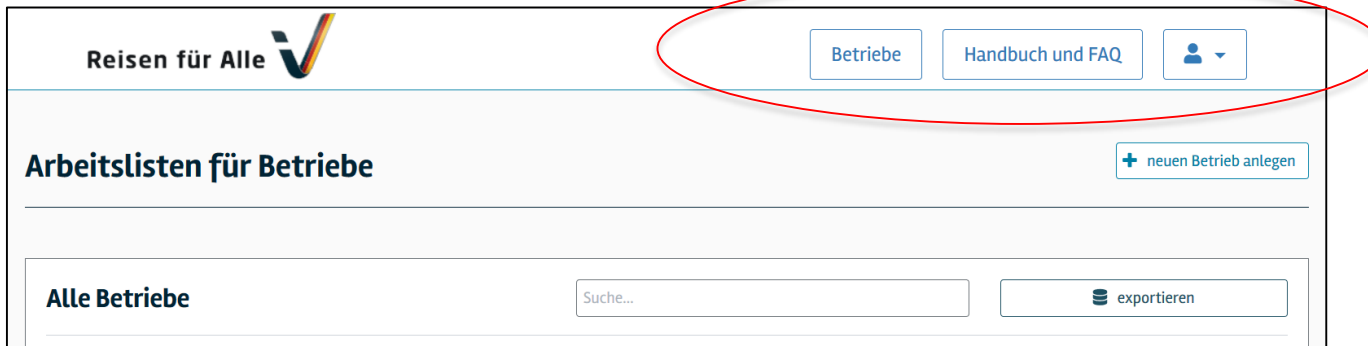 Reisen für Alle
Betriebe
Handbuch und FAQ
Arbeitslisten für Betriebe
neuen Betrieb anlegen
Alle Betriebe
Suche...
exportieren